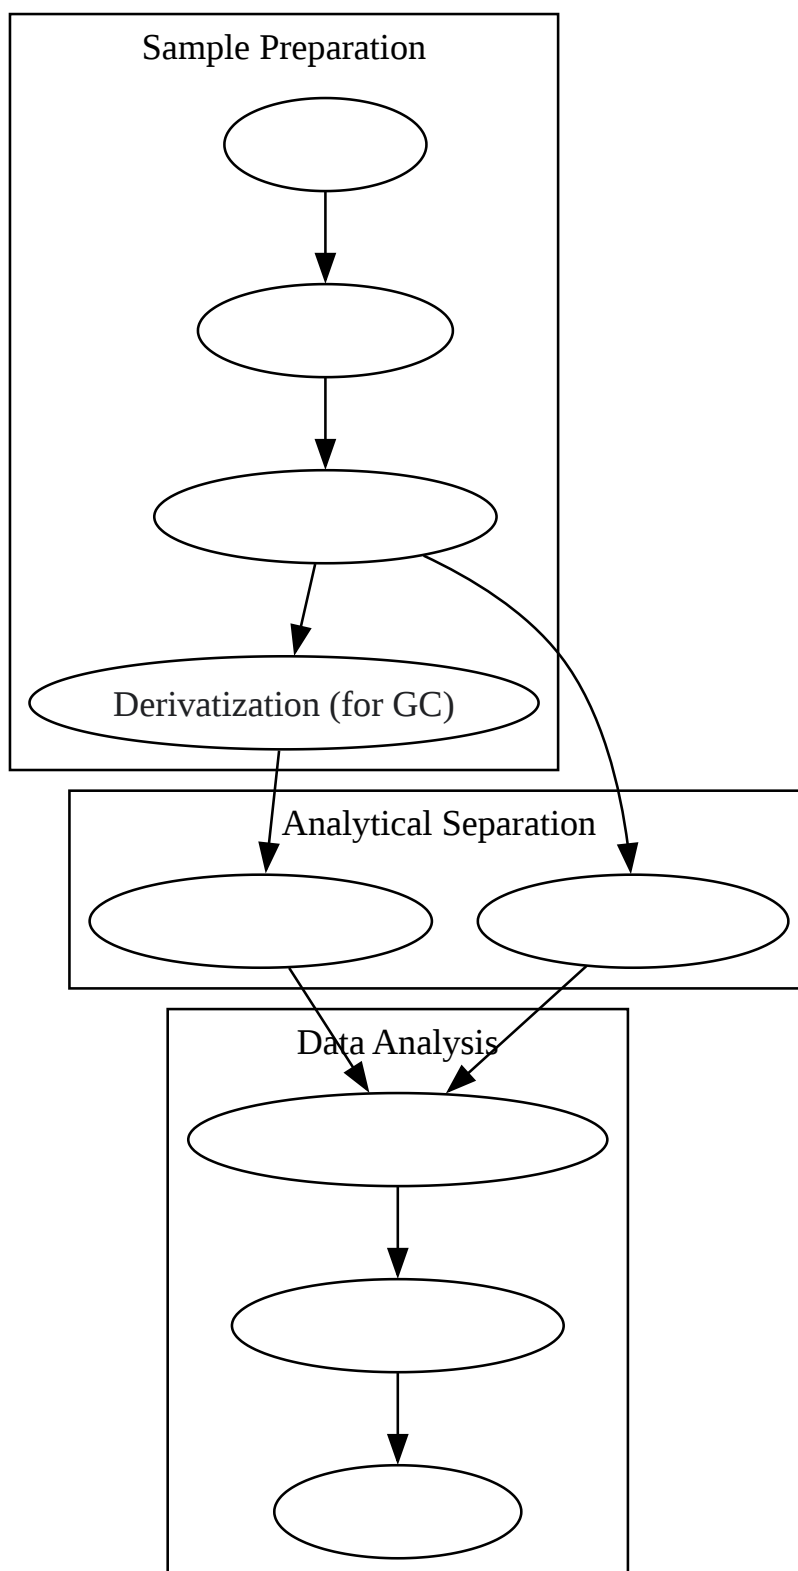 Sample Preparation
Derivatization (for GC)
Analytical Separation
Data Analysis